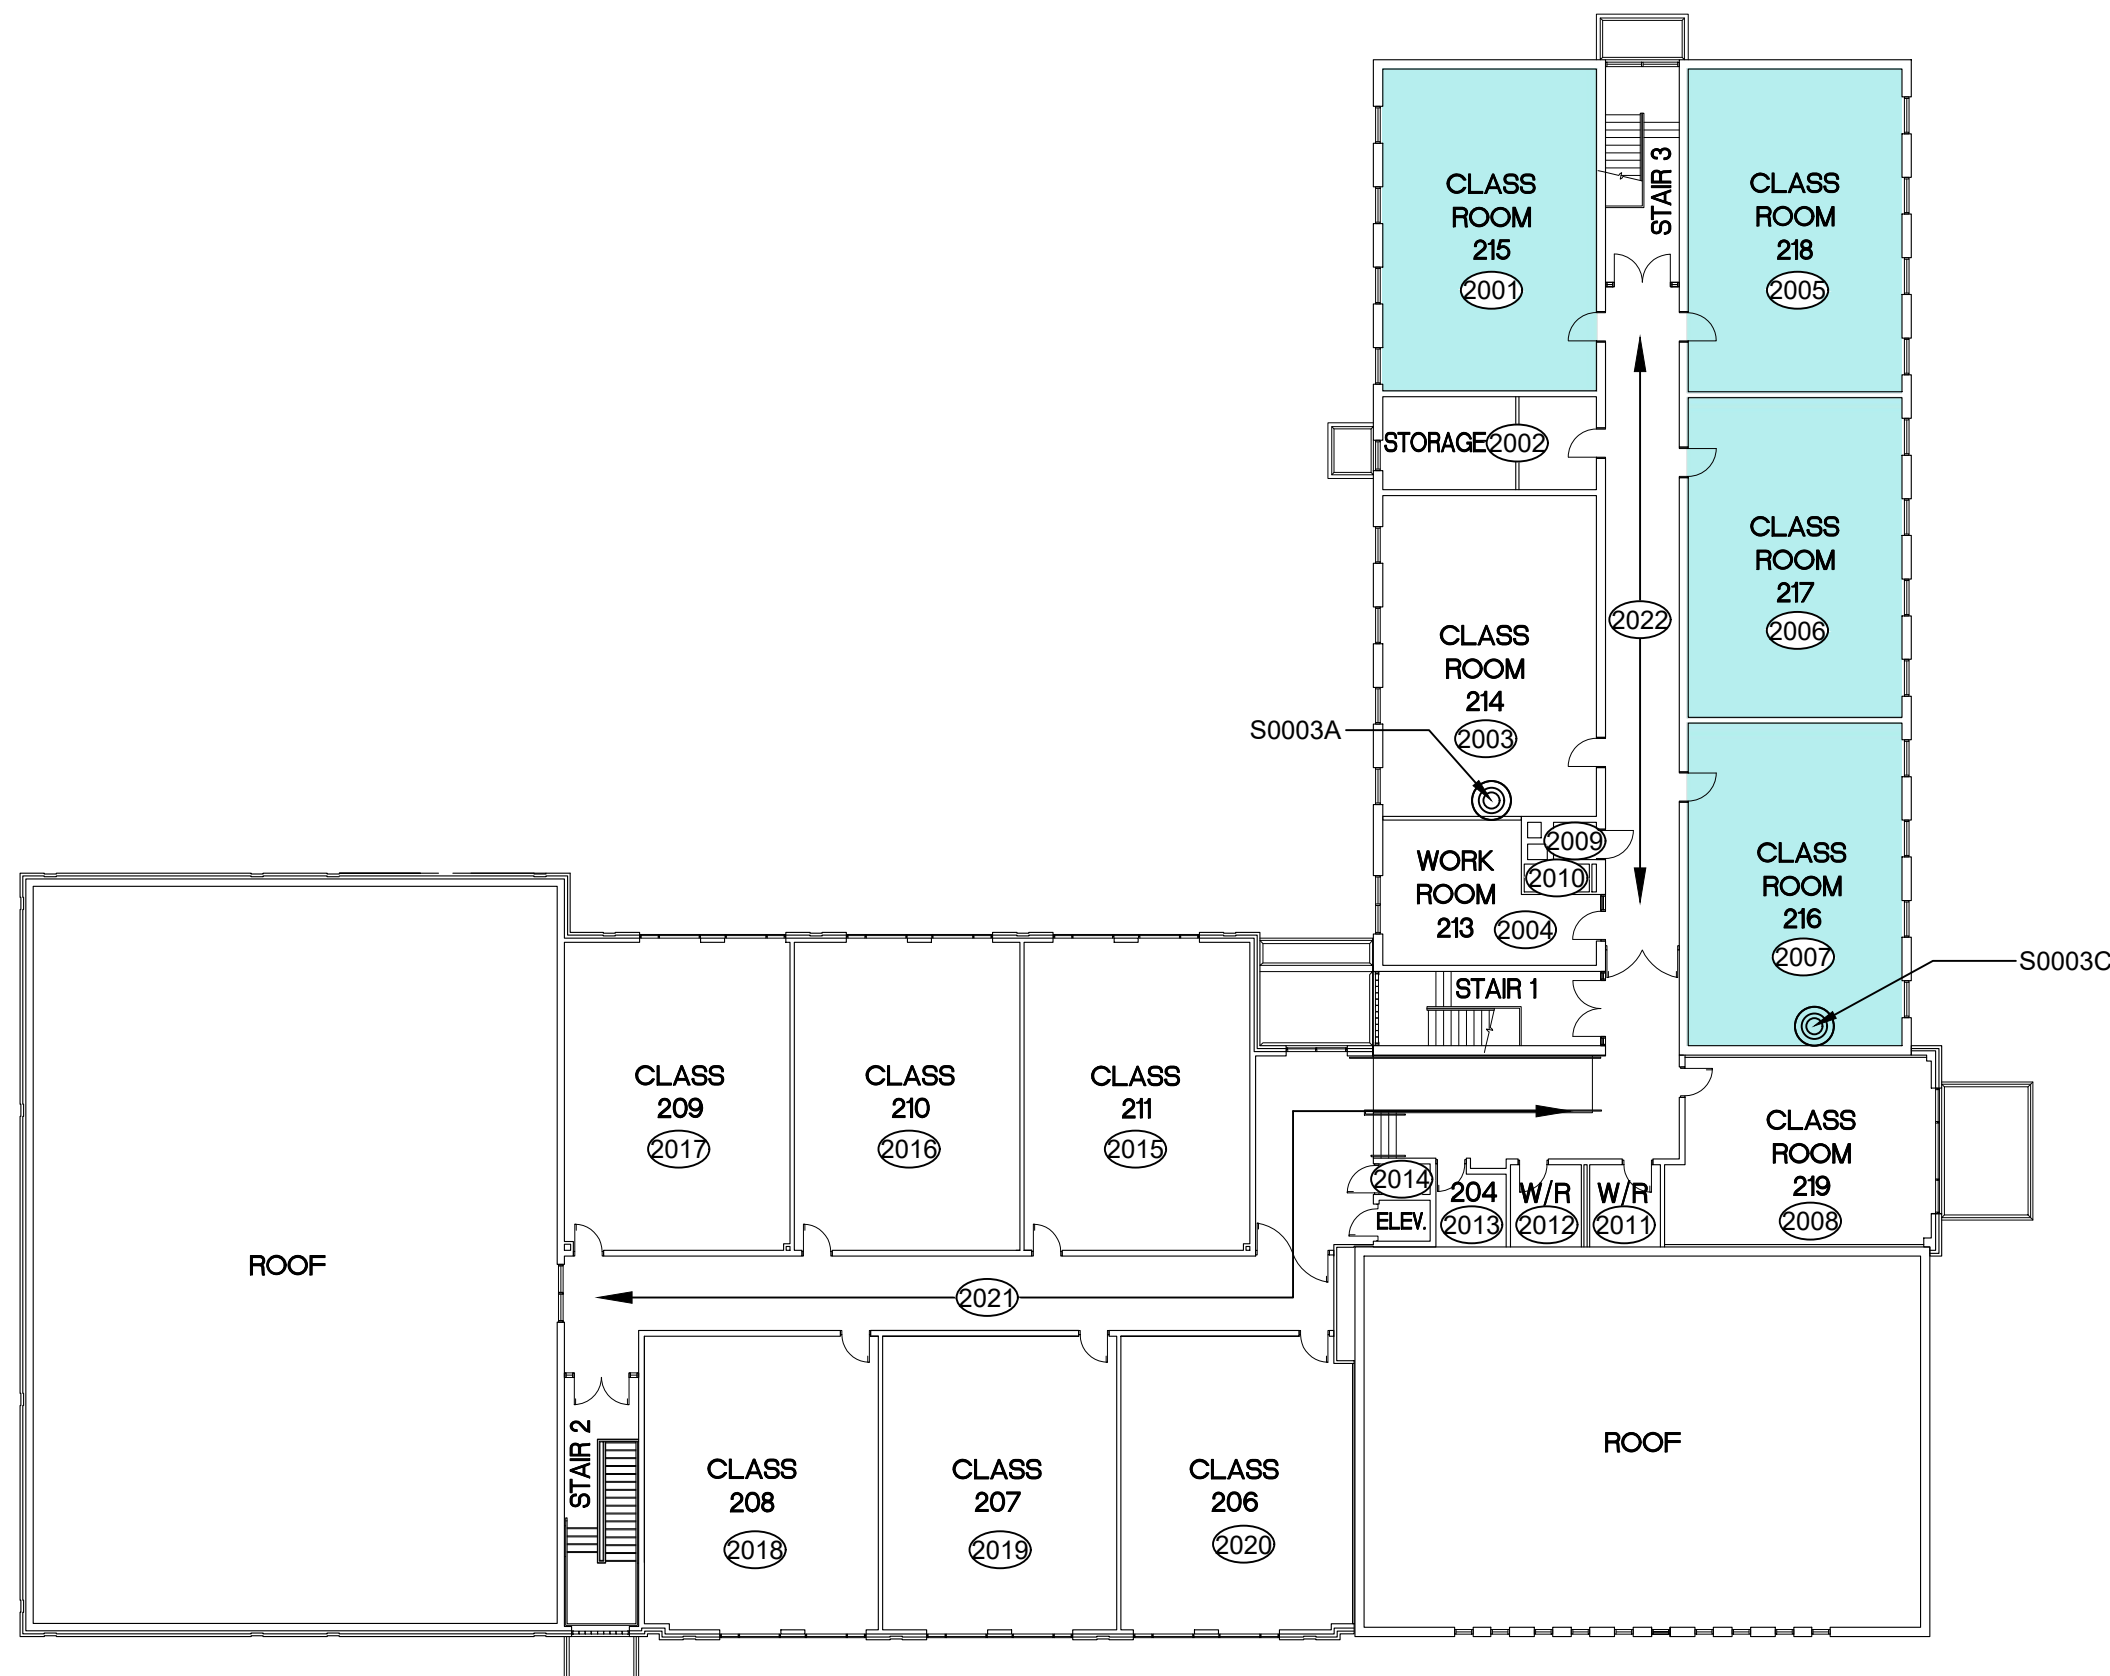 CLASS
ROOM
215
2001
STAIR 3
CLASS
ROOM
218
2005
STORAGE
2002
CLASS
ROOM
217
2006
2022
CLASS
ROOM
214
2003
S0003A
2009
2010
WORK
ROOM
213
2004
CLASS
ROOM
216
2007
S0003C
STAIR 1
CLASS
209
2017
CLASS
210
2016
CLASS
211
2015
CLASS
ROOM
219
2008
2014
ELEV.
204
2013
W/R
2012
W/R
2011
ROOF
2021
STAIR 2
CLASS
208
2018
CLASS
207
2019
CLASS
206
2020
ROOF